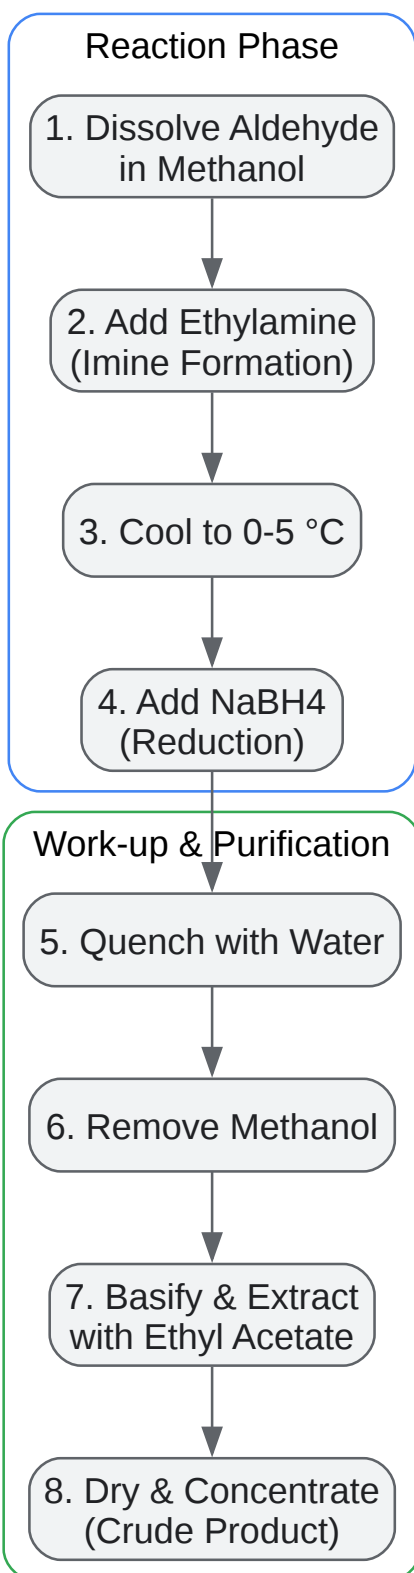 Reaction Phase
1. Dissolve Aldehyde
in Methanol
2. Add Ethylamine
(Imine Formation)
3. Cool to 0-5 °C
4. Add NaBH4
(Reduction)
Work-up & Purification
5. Quench with Water
6. Remove Methanol
7. Basify & Extract
with Ethyl Acetate
8. Dry & Concentrate
(Crude Product)